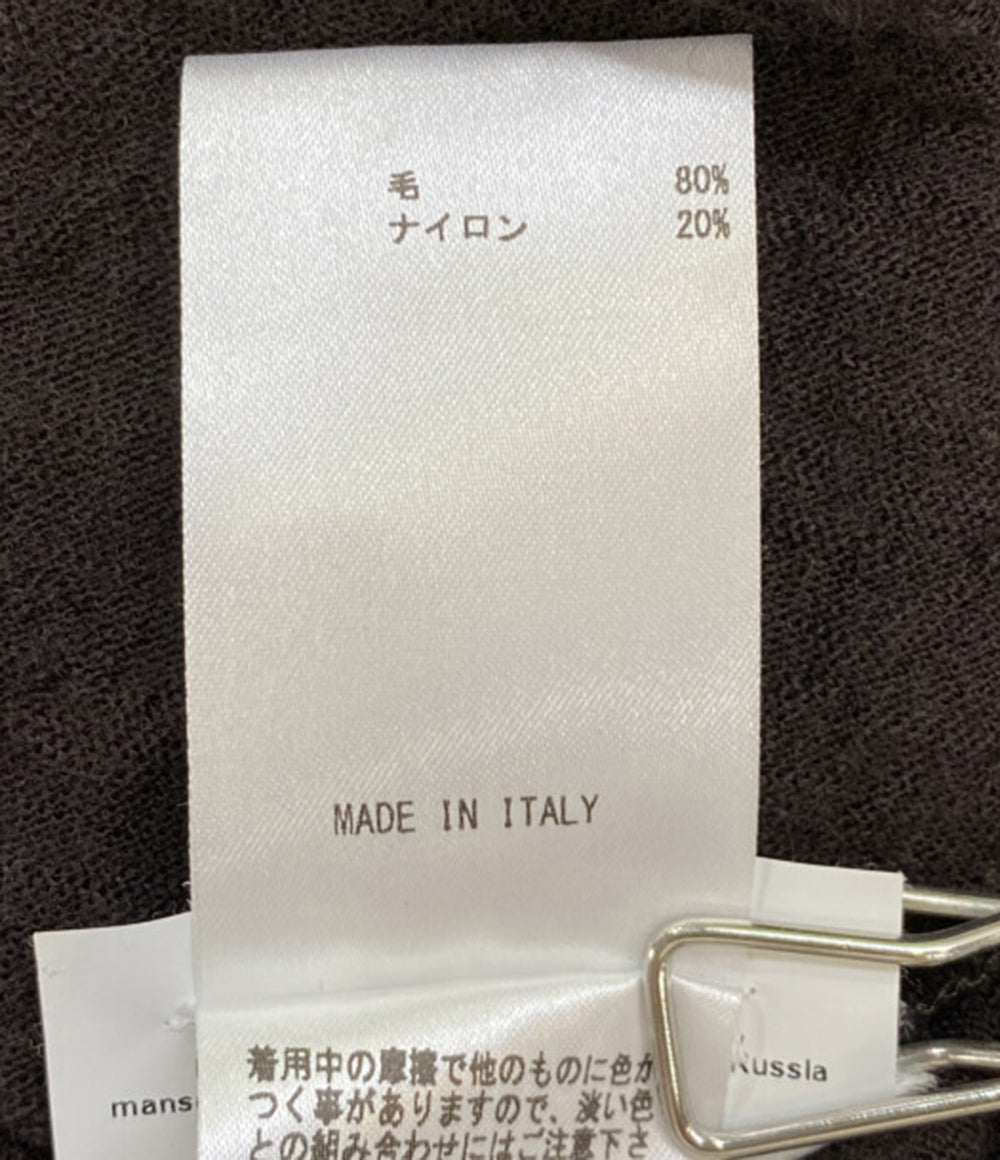 毛 80%
ナイロン 20%
MADE IN ITALY
着用中の摩擦で他のものに色が
つく事がありますので、淡い色
との組み合わせにはご注意下さ